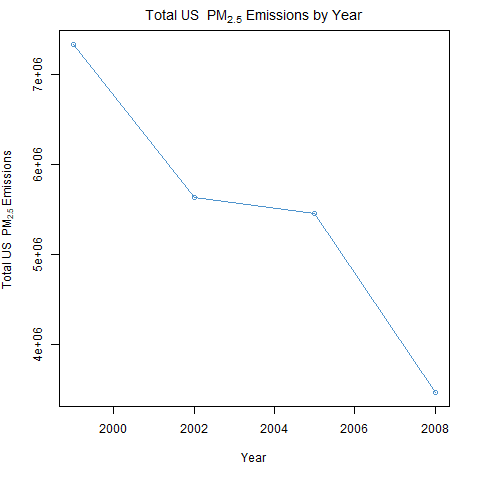 Total US  PM2.5 Emissions by Year
Total US  PM2.5 Emissions
7e+06
6e+06
5e+06
4e+06
2000 2002 2004 2006 2008
Year